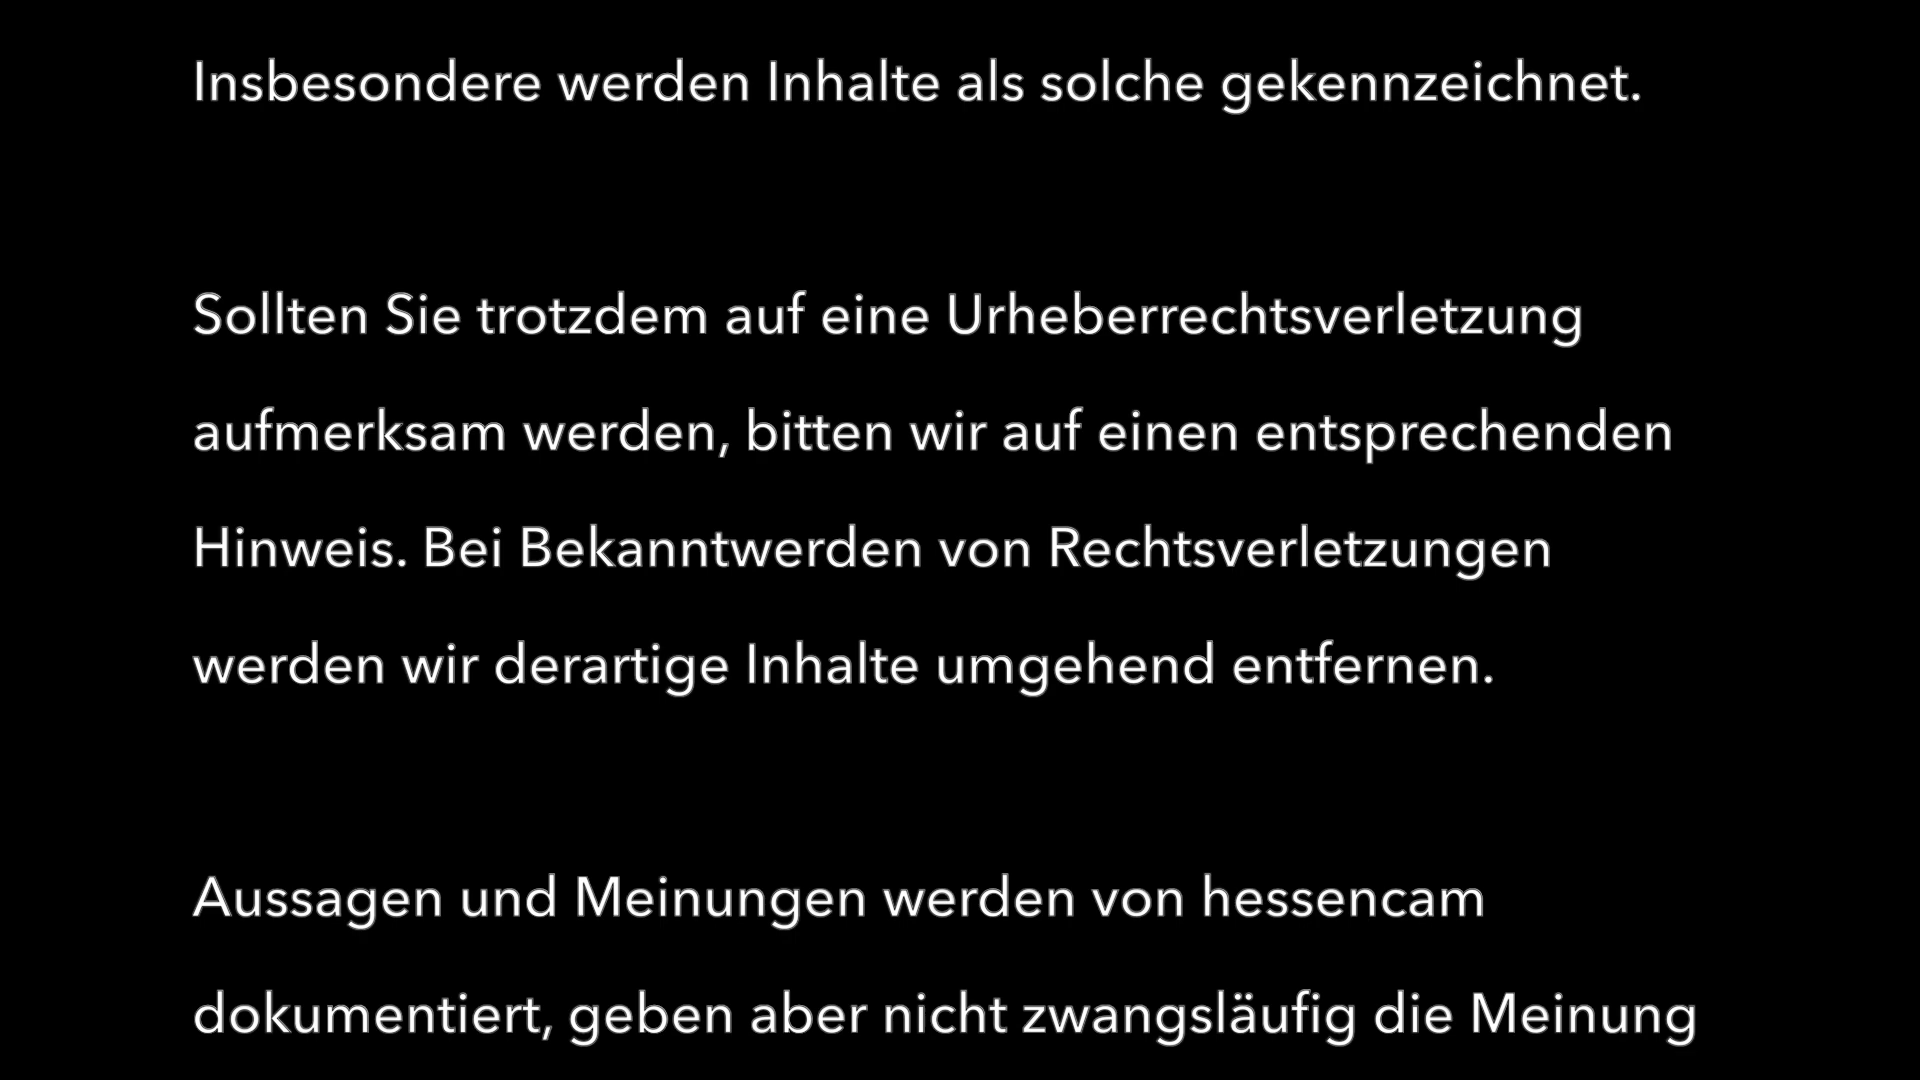 Insbesondere werden Inhalte als solche gekennzeichnet.
Sollten Sie trotzdem auf eine Urheberrechtsverletzung
aufmerksam werden, bitten wir auf einen entsprechenden
Hinweis. Bei Bekanntwerden von Rechtsverletzungen
werden wir derartige Inhalte umgehend entfernen.
Aussagen und Meinungen werden von hessencam
dokumentiert, geben aber nicht zwangsläufig die Meinung